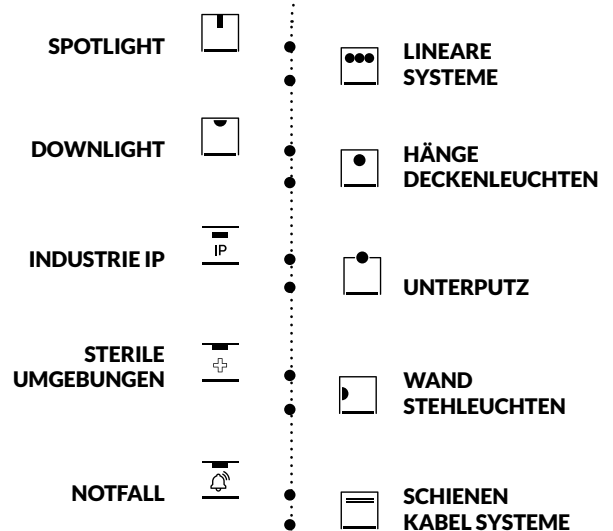 SPOTLIGHT
LINEARE
SYSTEME
DOWNLIGHT
HÄNGE
DECKENLEUCHTEN
INDUSTRIE IP
IP
UNTERPUTZ
STERILE
UMGEBUNGEN
WAND
STEHLEUCHTEN
NOTFALL
SCHIENEN
KABEL SYSTEME